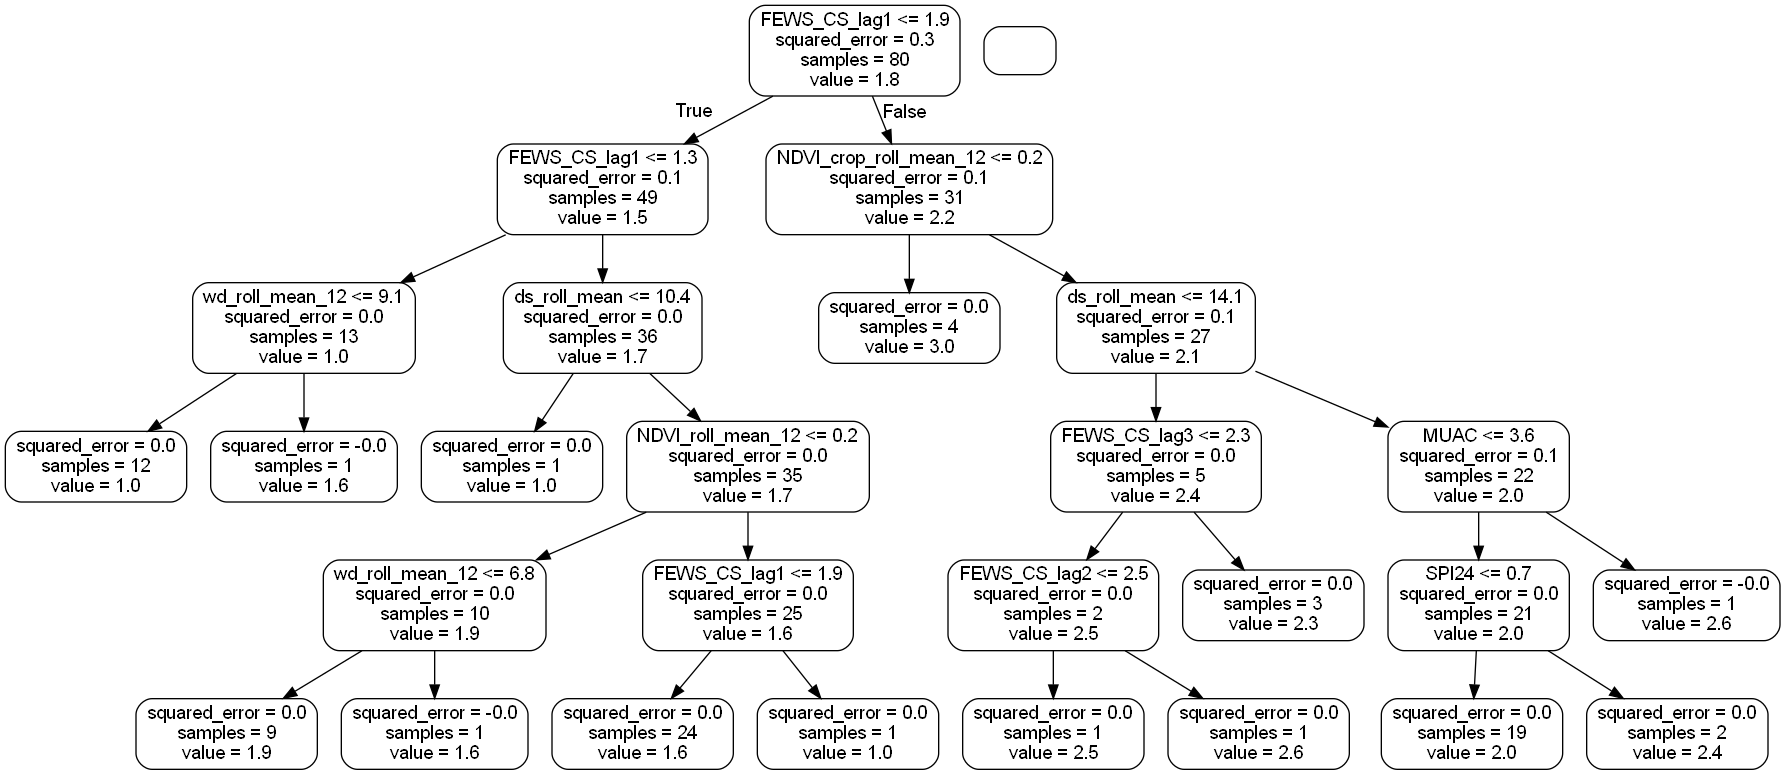 FEWS_CS_lag1 <= 1.9
squared_error = 0.3
samples = 80
value = 1.8
True
False
FEWS_CS_lag1 <= 1.3
squared_error = 0.1
samples = 49
value = 1.5
NDVI_crop_roll_mean_12 <= 0.2
squared_error = 0.1
samples = 31
value = 2.2
wd_roll_mean_12 <= 9.1
squared_error = 0.0
samples = 13
value = 1.0
ds_roll_mean <= 10.4
squared_error = 0.0
samples = 36
value = 1.7
squared_error = 0.0
samples = 4
value = 3.0
ds_roll_mean <= 14.1
squared_error = 0.1
samples = 27
value = 2.1
squared_error = 0.0
samples = 12
value = 1.0
squared_error = -0.0
samples = 1
value = 1.6
squared_error = 0.0
samples = 1
value = 1.0
NDVI_roll_mean_12 <= 0.2
squared_error = 0.0
samples = 35
value = 1.7
FEWS_CS_lag3 <= 2.3
squared_error = 0.0
samples = 5
value = 2.4
MUAC <= 3.6
squared_error = 0.1
samples = 22
value = 2.0
wd_roll_mean_12 <= 6.8
squared_error = 0.0
samples = 10
value = 1.9
FEWS_CS_lag1 <= 1.9
squared_error = 0.0
samples = 25
value = 1.6
FEWS_CS_lag2 <= 2.5
squared_error = 0.0
samples = 2
value = 2.5
squared_error = 0.0
samples = 3
value = 2.3
SPI24 <= 0.7
squared_error = 0.0
samples = 21
value = 2.0
squared_error = -0.0
samples = 1
value = 2.6
squared_error = 0.0
samples = 9
value = 1.9
squared_error = -0.0
samples = 1
value = 1.6
squared_error = 0.0
samples = 24
value = 1.6
squared_error = 0.0
samples = 1
value = 1.0
squared_error = 0.0
samples = 1
value = 2.5
squared_error = 0.0
samples = 1
value = 2.6
squared_error = 0.0
samples = 19
value = 2.0
squared_error = 0.0
samples = 2
value = 2.4